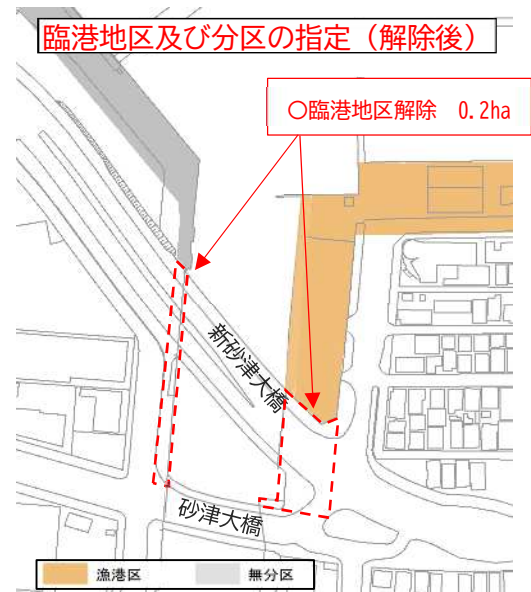 臨港地区及び分区の指定（解除後）
○臨港地区解除 0.2ha
新砂津大橋
砂津大橋
漁港区
無分区